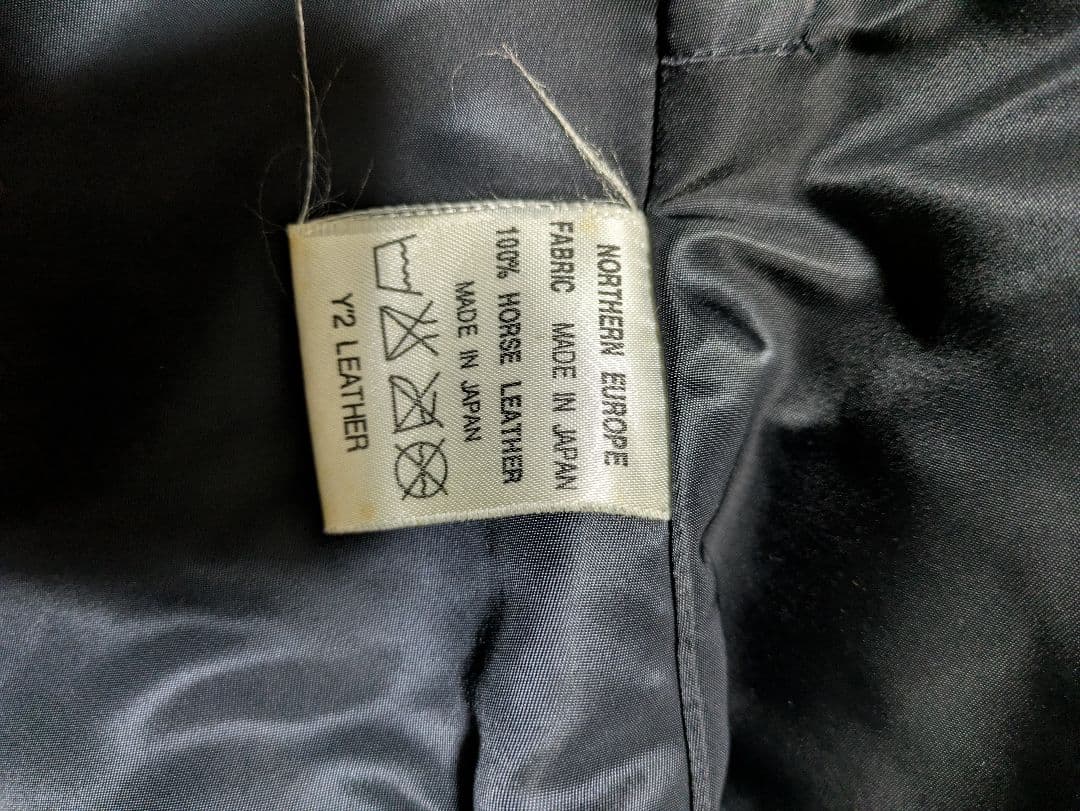 NORTHERN EUROPE
FABRIC MADE IN JAPAN
100% HORSE LEATHER
MADE IN JAPAN
Y'2 LEATHER